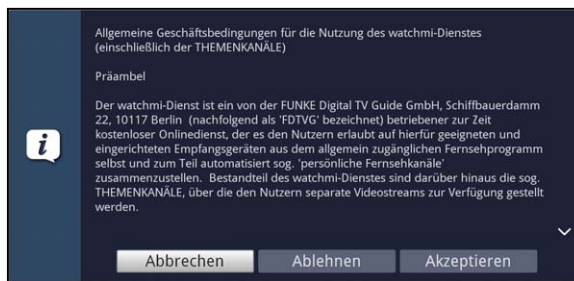 Allgemeine Geschäftsbedingungen für die Nutzung des watchmi-Dienstes
(einschließlich der THEMENKANÄLE)
Präambel
Der watchmi-Dienst ist ein von der FUNKE Digital TV Guide GmbH, Schiffbauerdamm
22, 10117 Berlin (nachfolgend als 'FDTVG' bezeichnet) betriebener zur Zeit
kostenloser Onlinedienst, der es den Nutzern erlaubt auf hierfür geeigneten und
eingerichteten Empfangsgeräten aus dem allgemein zugänglichen Fernsehprogramm
selbst und zum Teil automatisiert sog. 'persönliche Fernsehkanäle'
zusammenzustellen. Bestandteil des watchmi-Dienstes sind darüber hinaus die sog.
THEMENKANÄLE, über die den Nutzern separate Videostreams zur Verfügung gestellt
werden.
Abbrechen Ablehnen Akzeptieren